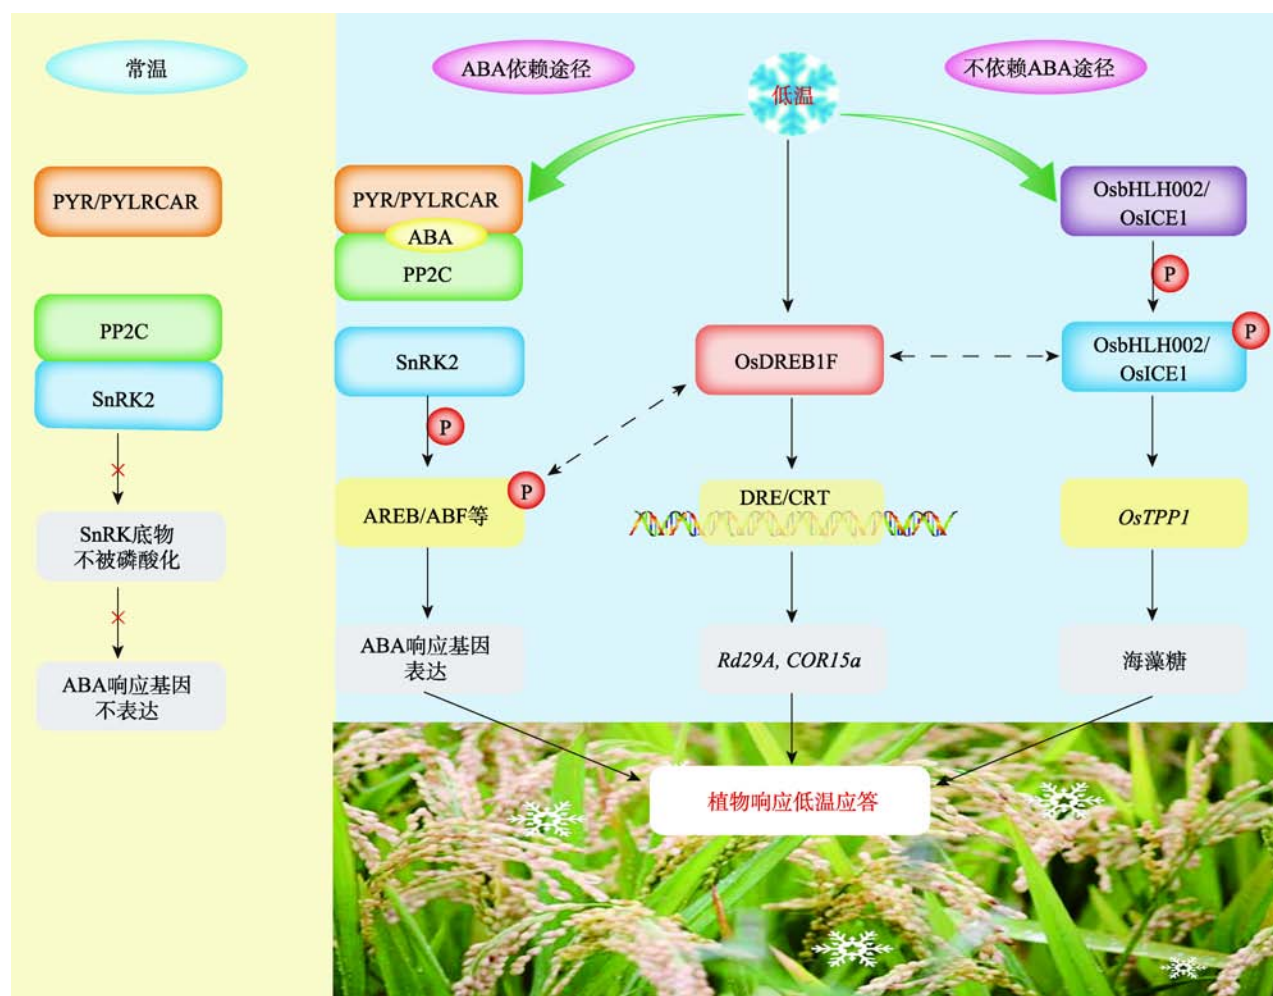 常温
PYR/PYLRCAR
PP2C
SnRK2
SnRK底物
不被磷酸化
ABA响应基因
不表达
ABA依赖途径
低温
不依赖ABA途径
PYR/PYLRCAR
ABA
PP2C
SnRK2
P
AREB/ABF等
P
ABA响应基因
表达
OsDREB1F
DRE/CRT
Rd29A, COR15a
OsbHLH002/
OsICE1
P
OsbHLH002/
OsICE1
P
OsTPP1
海藻糖
植物响应低温应答